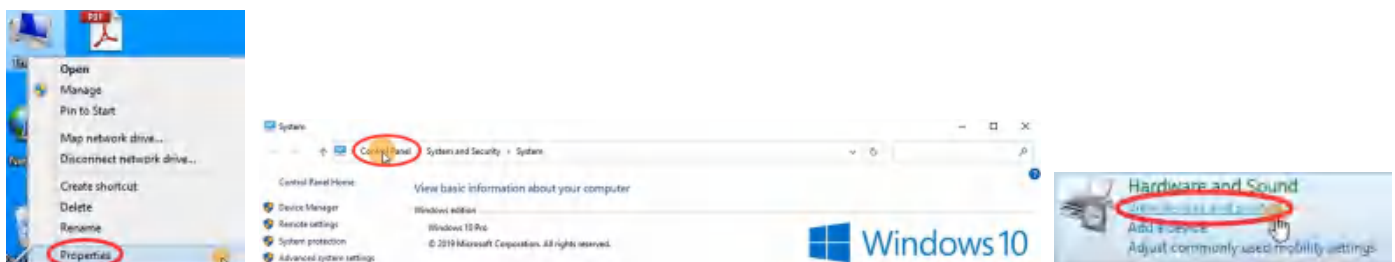 PDF
Open
Manage
Pin to Start
Map network drive...
Disconnect network drive...
Create shortcut
Delete
Rename
Properties
System
Control Panel System and Security › System
Control Panel Home
View basic information about your computer
Device Manager
Windows edition
Remote settings
Windows 10 Pro
System protection
© 2019 Microsoft Corporation. All rights reserved.
Advanced system settings
Windows 10
Hardware and Sound
View devices and
Add a device
Adjust commonly used mobility settings